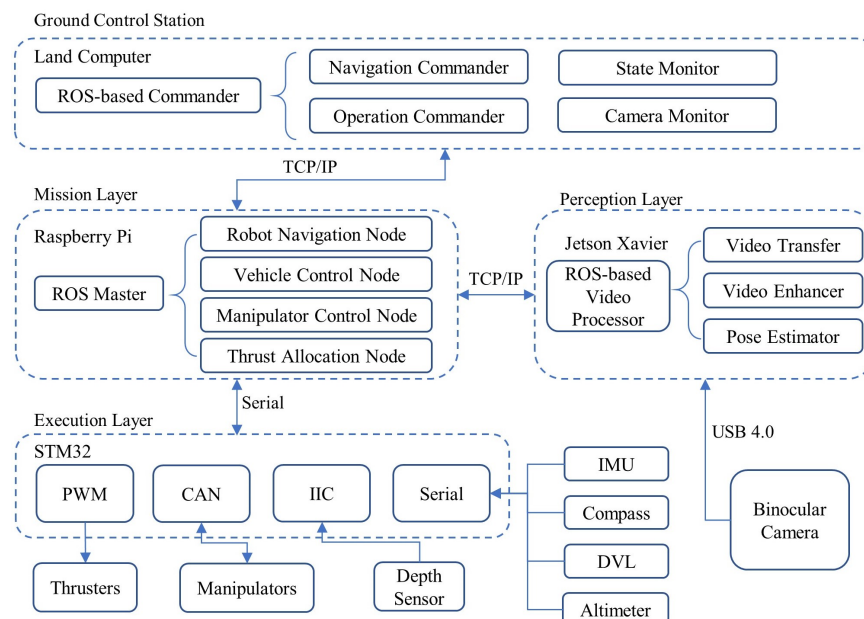 Ground Control Station
Land Computer
ROS-based Commander
Navigation Commander
State Monitor
Operation Commander
Camera Monitor
TCP/IP
Mission Layer
Raspberry Pi
ROS Master
Robot Navigation Node
Vehicle Control Node
Manipulator Control Node
Thrust Allocation Node
TCP/IP
Perception Layer
Jetson Xavier
ROS-based
Video
Processor
Video Transfer
Video Enhancer
Pose Estimator
Serial
USB 4.0
Execution Layer
STM32
PWM
CAN
IIC
Serial
IMU
Compass
DVL
Altimeter
Binocular
Camera
Thrusters
Manipulators
Depth
Sensor